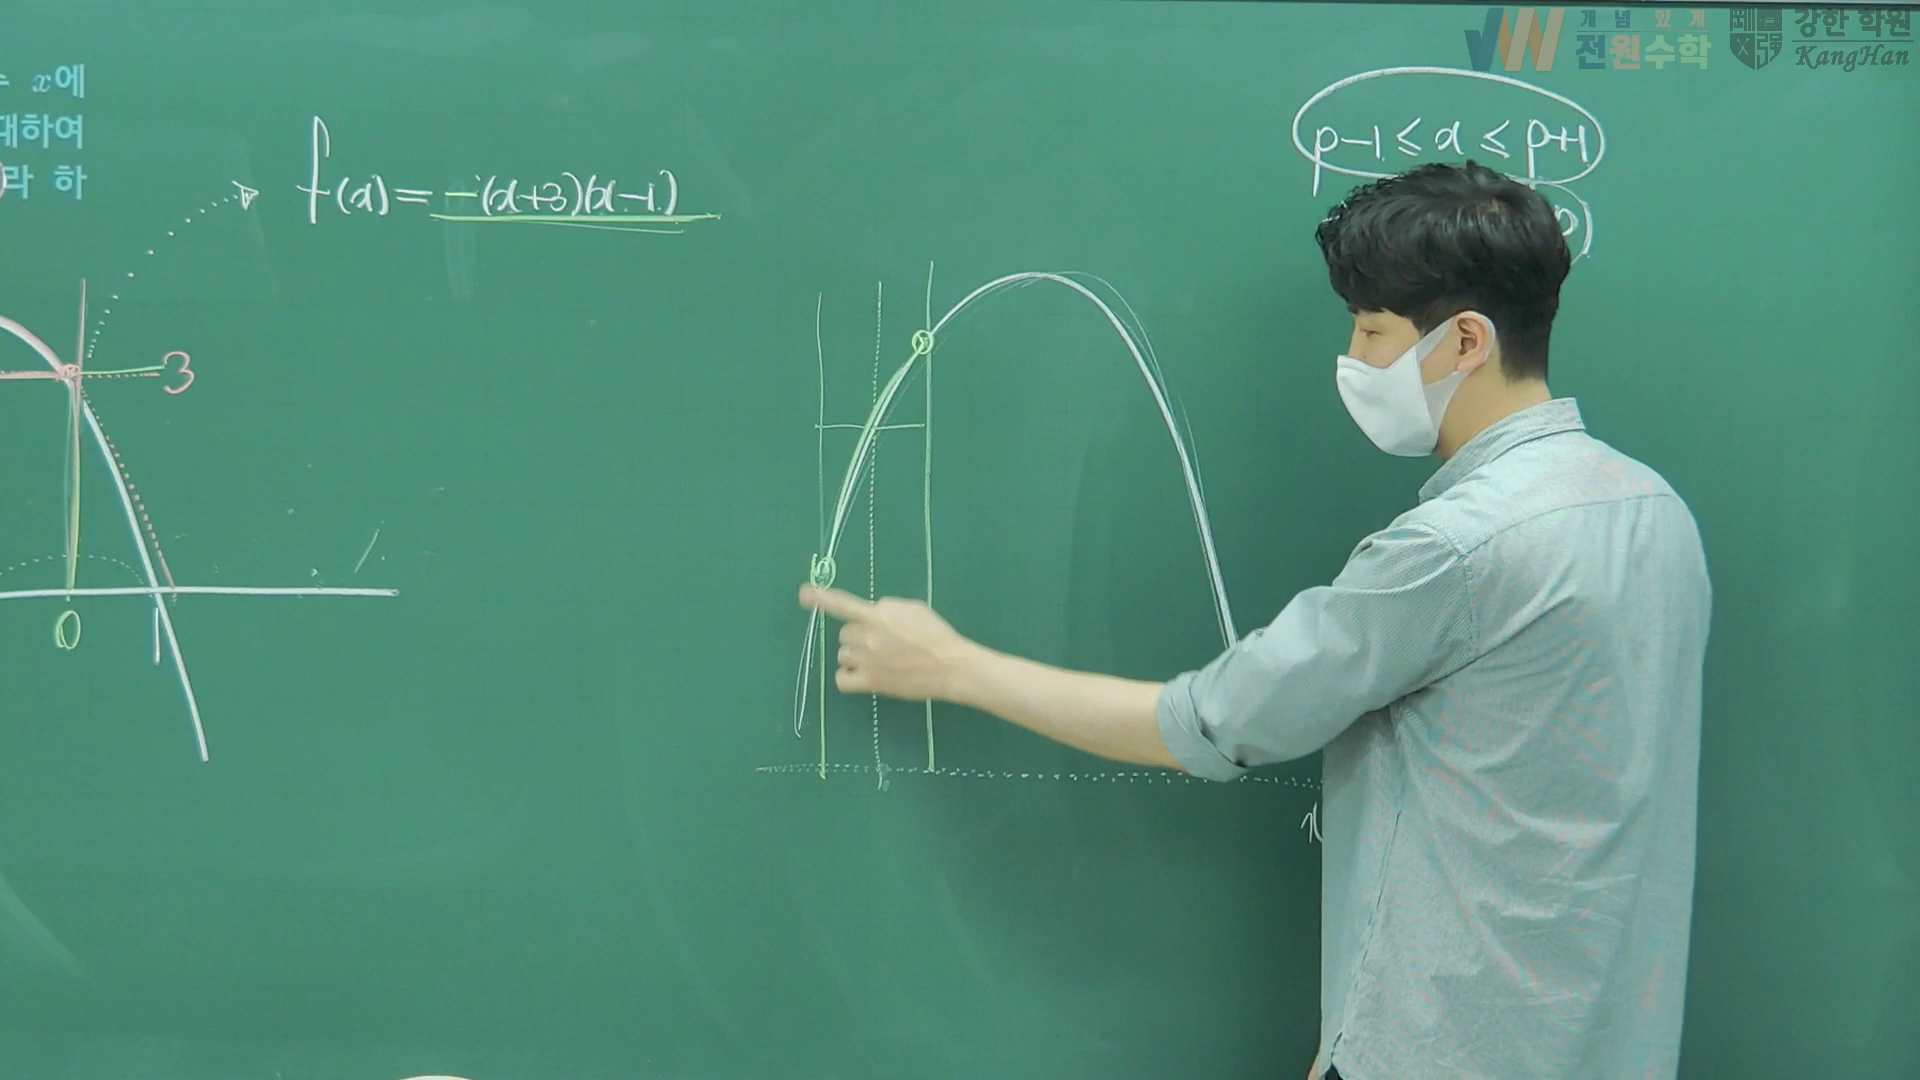 개 념 있 게
전원수학
강한 학원
KangHan
x에
대하여
라 하
f(x)=-(x+3)(x-1)
p-1≤x≤p+1
3
0
1